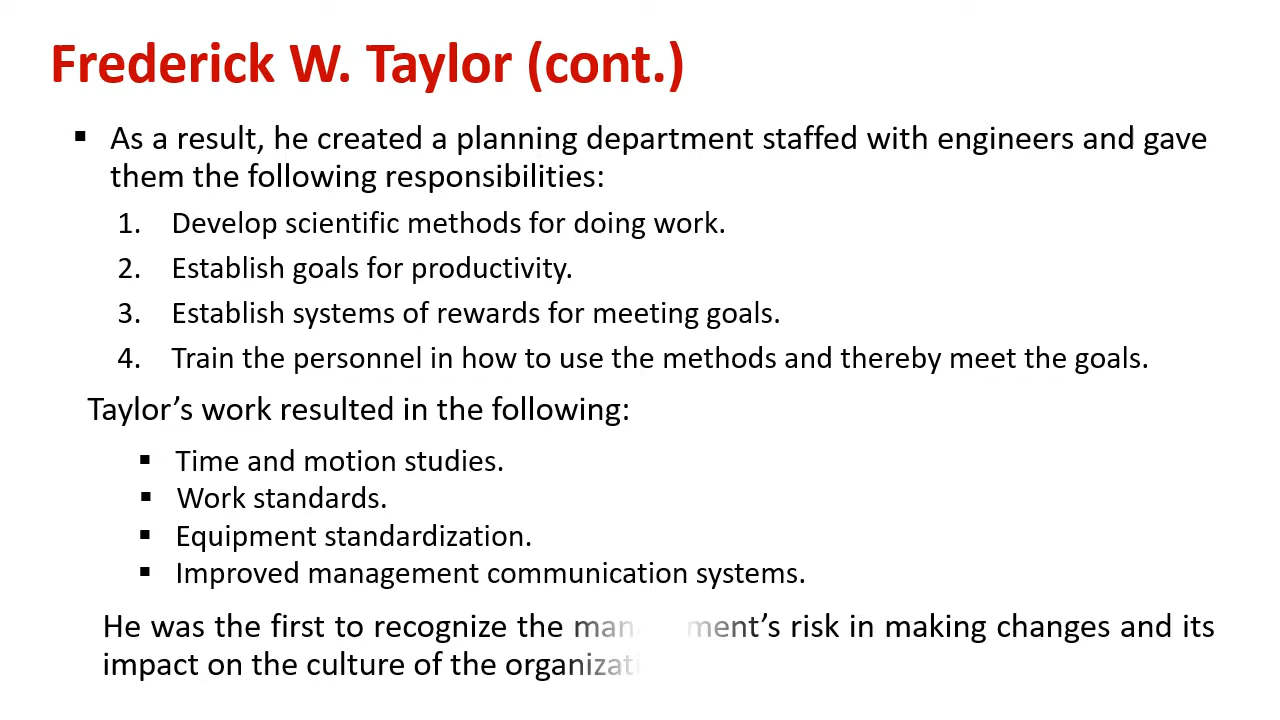 Frederick W. Taylor (cont.)
▪ As a result, he created a planning department staffed with engineers and gave
them the following responsibilities:
1. Develop scientific methods for doing work.
2. Establish goals for productivity.
3. Establish systems of rewards for meeting goals.
4. Train the personnel in how to use the methods and thereby meet the goals.
Taylor’s work resulted in the following:
▪ Time and motion studies.
▪ Work standards.
▪ Equipment standardization.
▪ Improved management communication systems.
He was the first to recognize the risk in making changes and its
impact on the culture of the